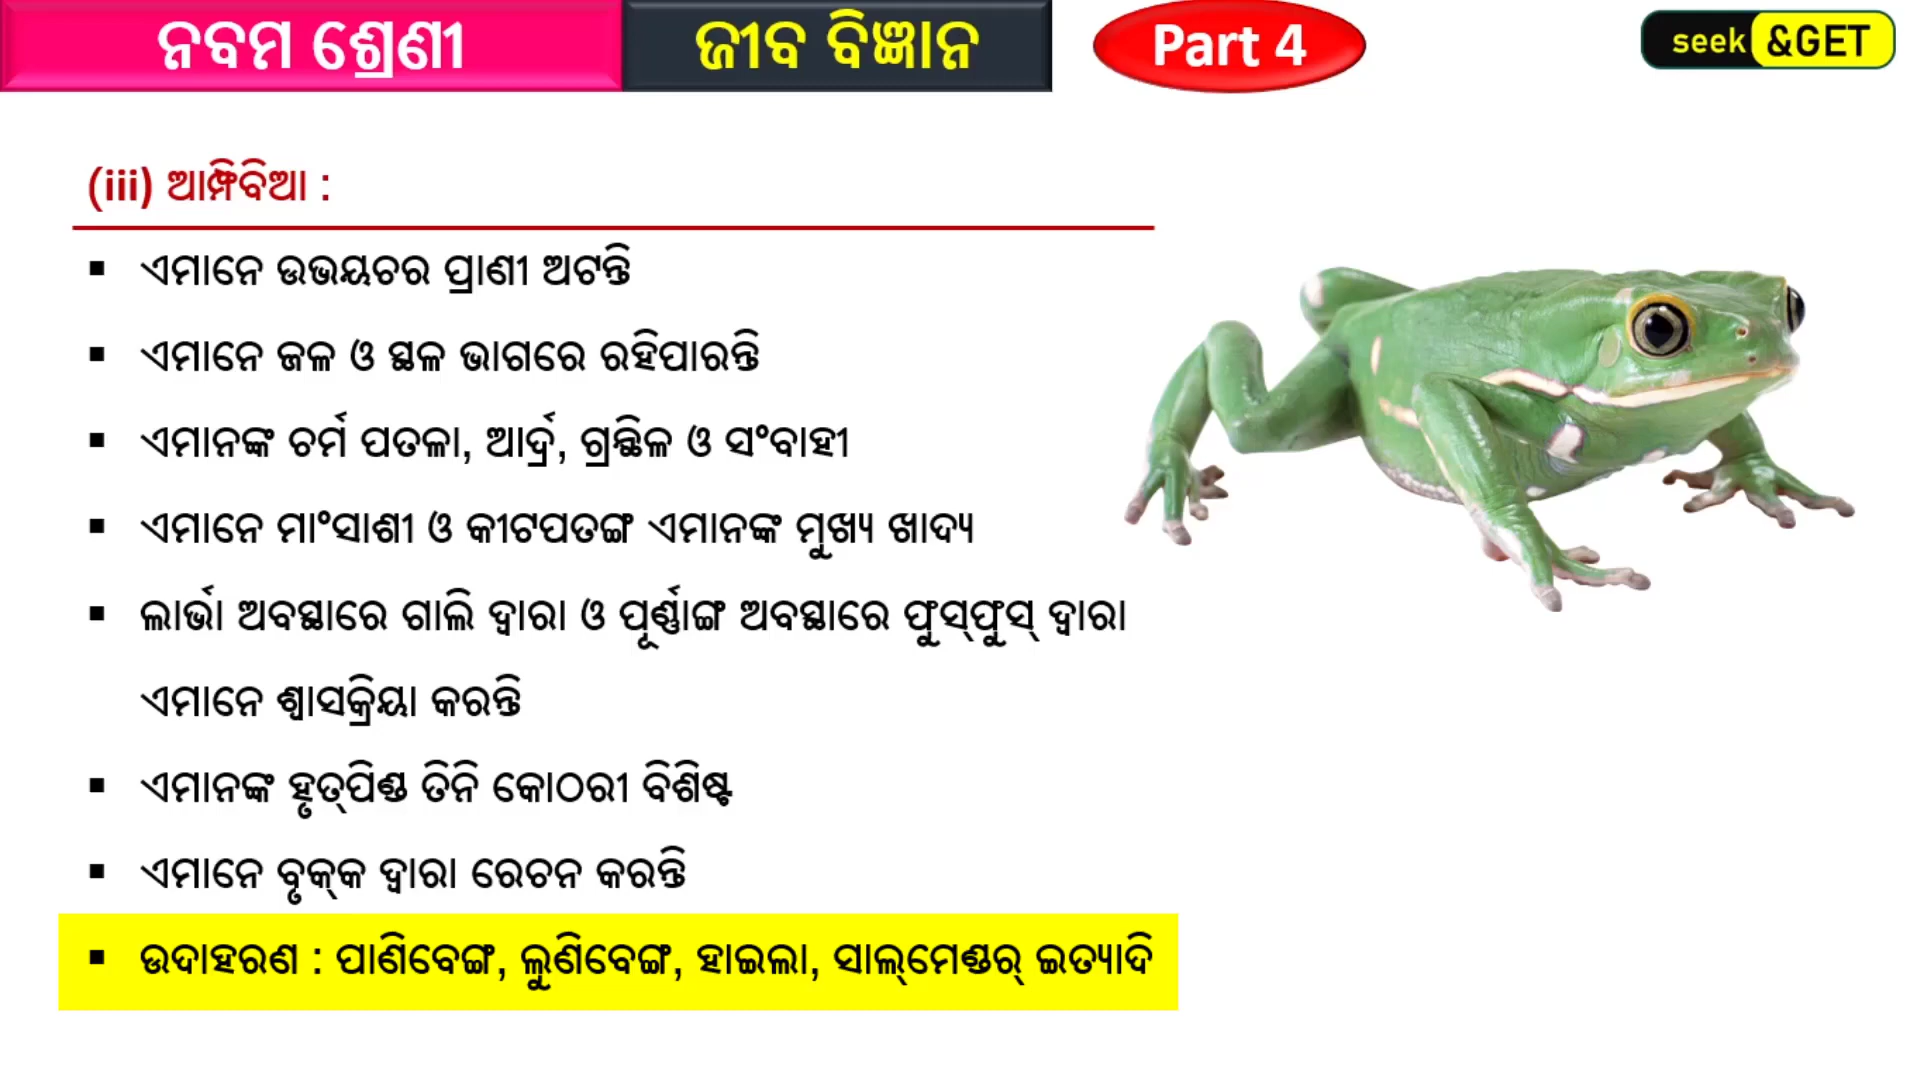 ନବମ ଶ୍ରେଣୀ
ଜୀବ ବିଜ୍ଞାନ
Part 4
seek &GET
(iii) ଆମ୍ଫିବିଆ :
▪ ଏମାନେ ଉଭୟଚର ପ୍ରାଣୀ ଅଟନ୍ତି
▪ ଏମାନେ ଜଳ ଓ ସ୍ଥଳ ଭାଗରେ ରହିପାରନ୍ତି
▪ ଏମାନଙ୍କ ଚର୍ମ ପତଳା, ଆର୍ଦ୍ର, ଗ୍ରନ୍ଥିଳ ଓ ସଂବାହୀ
▪ ଏମାନେ ମାଂସାଶୀ ଓ କୀଟପତଙ୍ଗ ଏମାନଙ୍କ ମୁଖ୍ୟ ଖାଦ୍ୟ
▪ ଲାର୍ଭା ଅବସ୍ଥାରେ ଗାଲି ଦ୍ୱାରା ଓ ପୂର୍ଣ୍ଣାଙ୍ଗ ଅବସ୍ଥାରେ ଫୁସ୍‌ଫୁସ୍ ଦ୍ୱାରା
ଏମାନେ ଶ୍ୱାସକ୍ରିୟା କରନ୍ତି
▪ ଏମାନଙ୍କ ହୃତ୍‌ପିଣ୍ଡ ତିନି କୋଠରୀ ବିଶିଷ୍ଟ
▪ ଏମାନେ ବୃକ୍‌କ ଦ୍ୱାରା ରେଚନ କରନ୍ତି
▪ ଉଦାହରଣ : ପାଣିବେଙ୍ଗ, ଲୁଣିବେଙ୍ଗ, ହାଇଲା, ସାଲ୍‌ମେଣ୍ଡର୍ ଇତ୍ୟାଦି